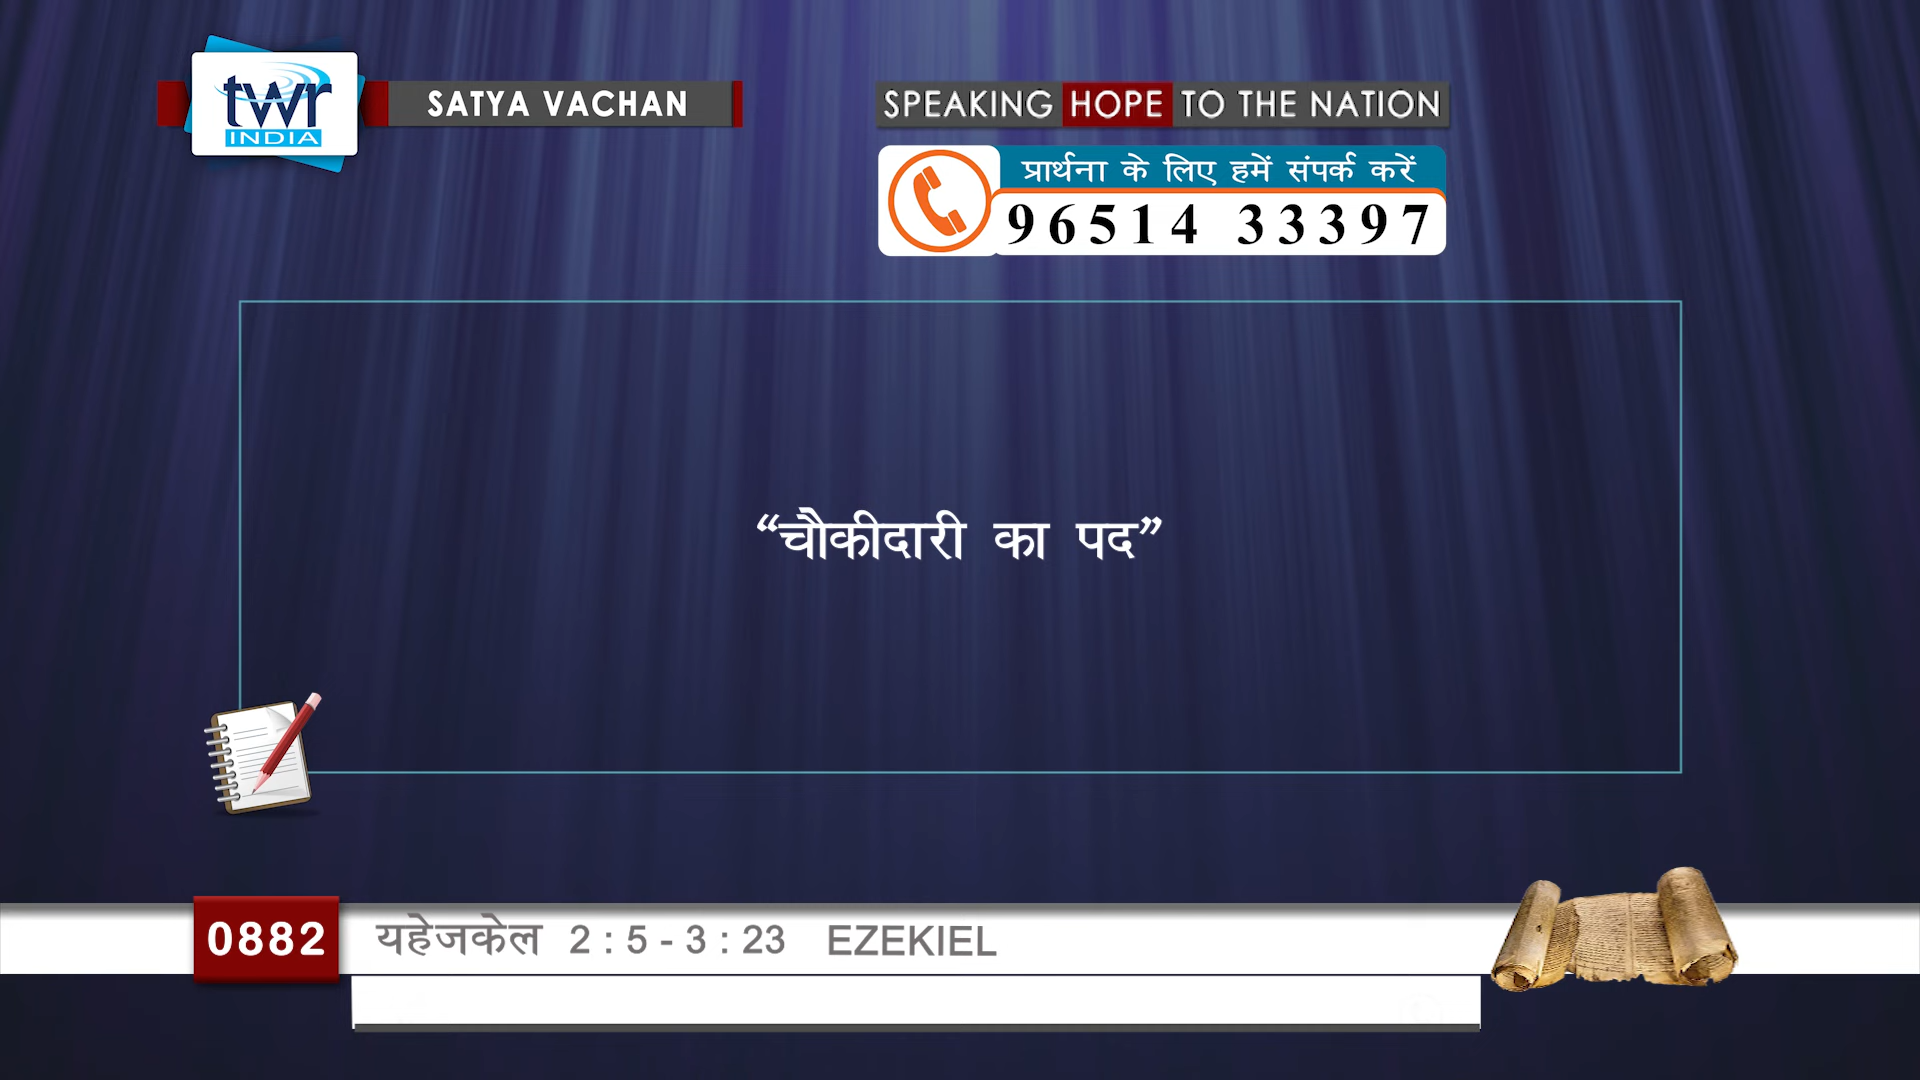 twr
INDIA
SATYA VACHAN
SPEAKING HOPE TO THE NATION
प्रार्थना के लिए हमें संपर्क करें
96514 33397
“चौकीदारी का पद”
0882
यहेजकेल 2 : 5 - 3 : 23 EZEKIEL